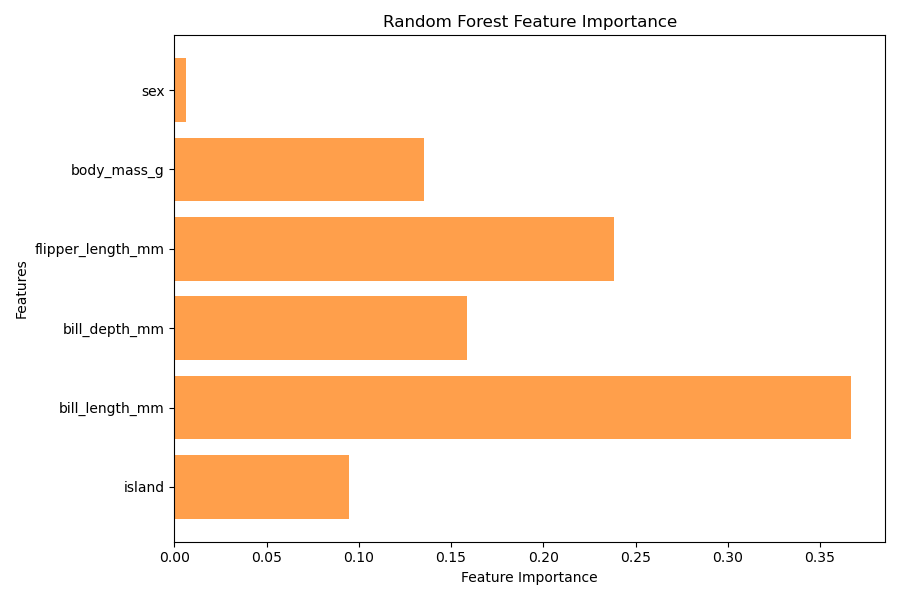 Random Forest Feature Importance
sex
body_mass_g
flipper_length_mm
bill_depth_mm
bill_length_mm
island
Features
0.00 0.05 0.10 0.15 0.20 0.25 0.30 0.35
Feature Importance